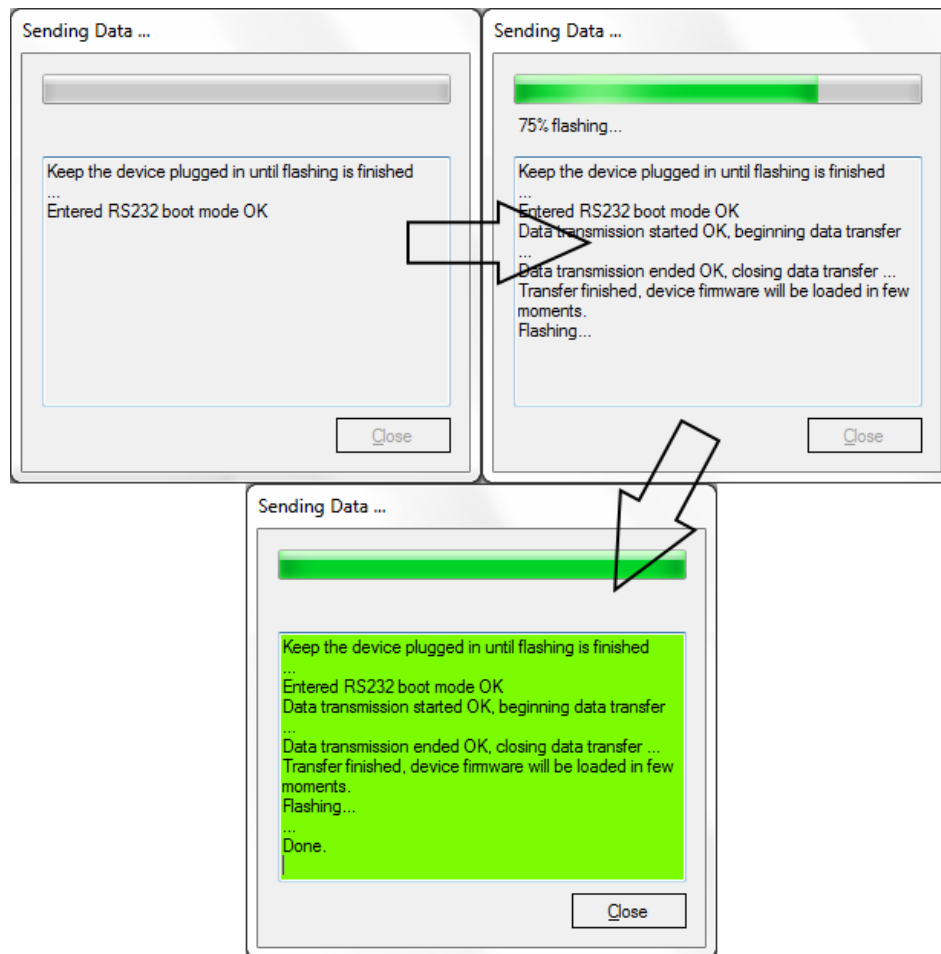 Sending Data ...
Keep the device plugged in until flashing is finished
...
Entered RS232 boot mode OK
Close
Sending Data ...
75% flashing...
Keep the device plugged in until flashing is finished
...
Entered RS232 boot mode OK
Data transmission started OK, beginning data transfer
...
Data transmission ended OK, closing data transfer ...
Transfer finished, device firmware will be loaded in few
moments.
Flashing...
Close
Sending Data ...
Keep the device plugged in until flashing is finished
...
Entered RS232 boot mode OK
Data transmission started OK, beginning data transfer
...
Data transmission ended OK, closing data transfer ...
Transfer finished, device firmware will be loaded in few
moments.
Flashing...
...
Done.
Close